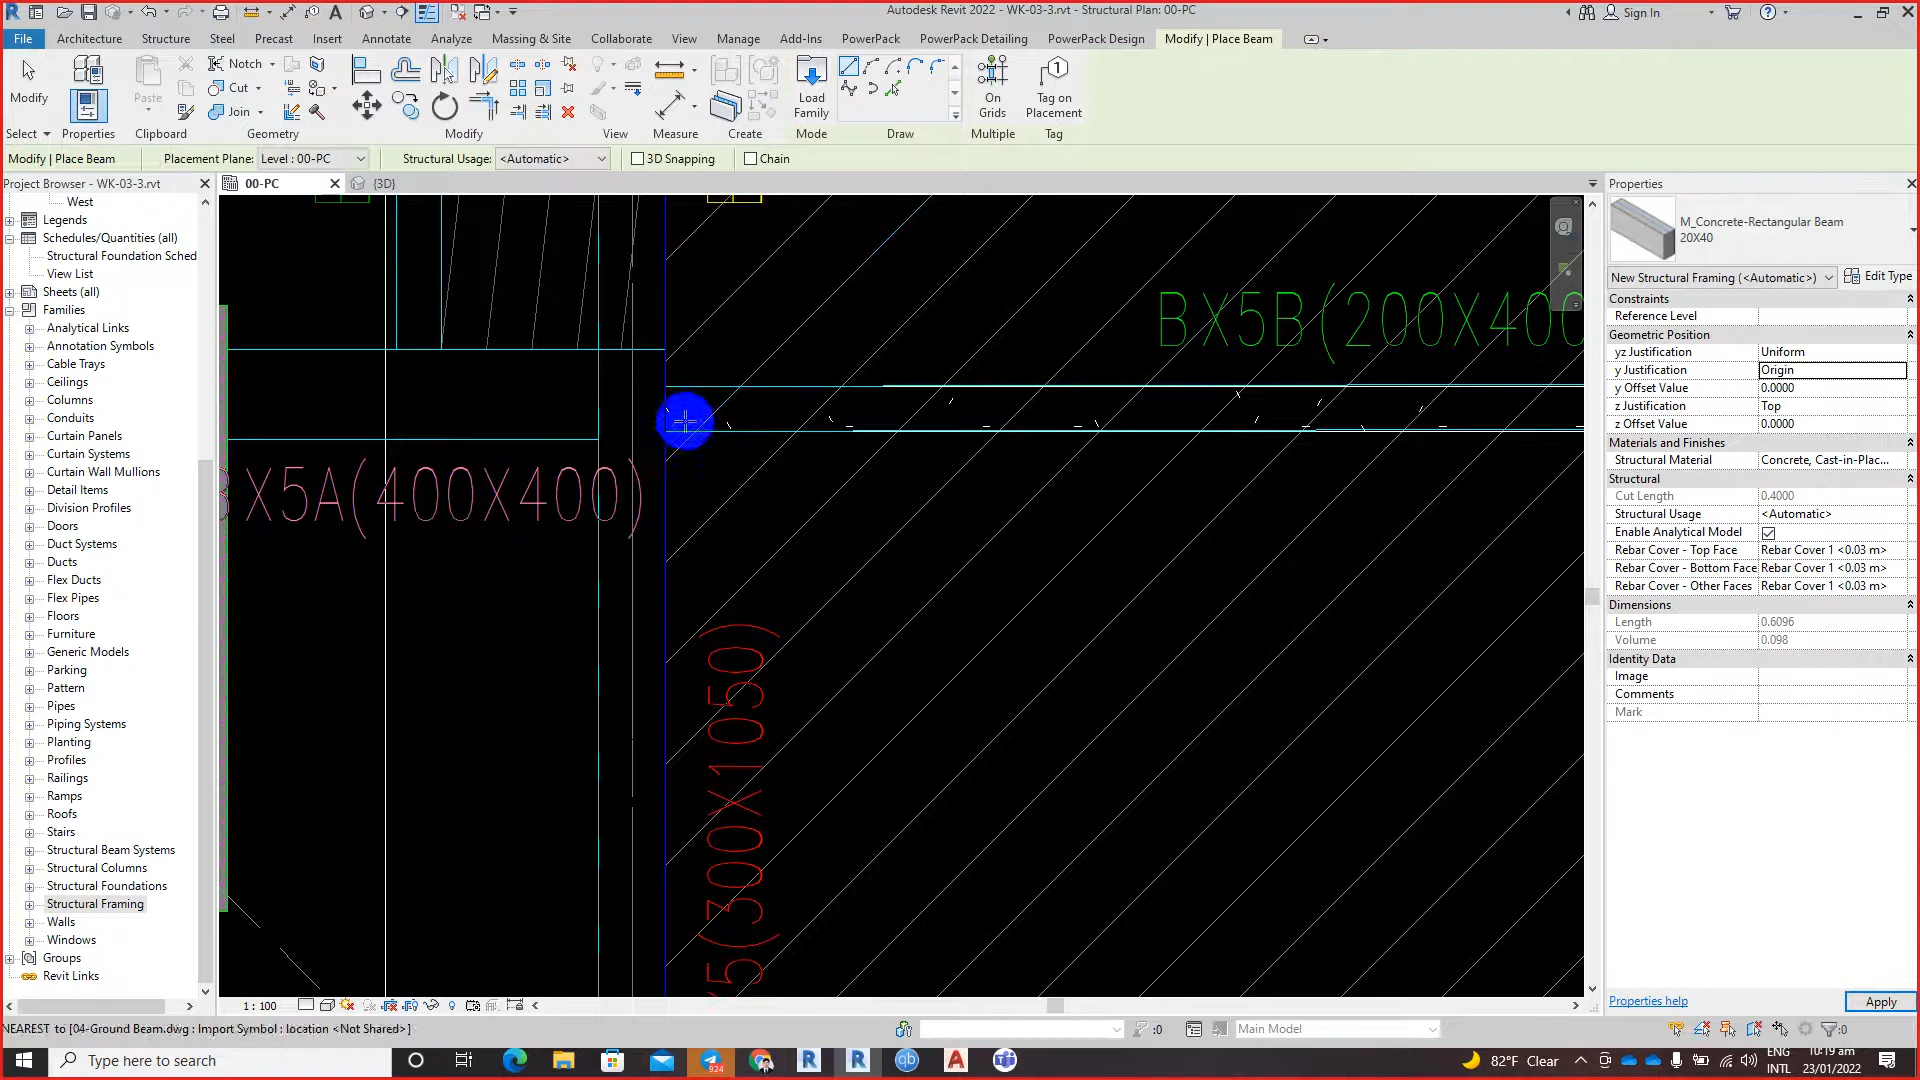 Autodesk Revit 2022 - WK-03-3.rvt - Structural Plan: 00-PC
Sign In
File
Architecture
Structure
Steel
Precast
Insert
Annotate
Analyze
Massing & Site
Collaborate
View
Manage
Add-Ins
PowerPack
PowerPack Detailing
PowerPack Design
Modify | Place Beam
Modify
Paste
Notch
Cut
Join
Load Family
On Grids
Tag on Placement
Select
Properties
Clipboard
Geometry
Modify
View
Measure
Create
Mode
Draw
Multiple
Tag
Modify | Place Beam
Placement Plane: Level : 00-PC
Structural Usage: <Automatic>
3D Snapping
Chain
Project Browser - WK-03-3.rvt
00-PC
{3D}
West
Legends
Schedules/Quantities (all)
Structural Foundation Sched
View List
Sheets (all)
Families
Analytical Links
Annotation Symbols
Cable Trays
Ceilings
Columns
Conduits
Curtain Panels
Curtain Systems
Curtain Wall Mullions
Detail Items
Division Profiles
Doors
Duct Systems
Ducts
Flex Ducts
Flex Pipes
Floors
Furniture
Generic Models
Parking
Pattern
Pipes
Piping Systems
Planting
Profiles
Railings
Ramps
Roofs
Stairs
Structural Beam Systems
Structural Columns
Structural Foundations
Structural Framing
Walls
Windows
Groups
Revit Links
BX5B(200X400
BX5A(400X400)
5(300X1050)
Properties
M_Concrete-Rectangular Beam
20X40
New Structural Framing (<Automatic>)
Edit Type
Constraints
Reference Level
Geometric Position
yz Justification Uniform
y Justification Origin
y Offset Value 0.0000
z Justification Top
z Offset Value 0.0000
Materials and Finishes
Structural Material Concrete, Cast-in-Plac...
Structural
Cut Length 0.4000
Structural Usage <Automatic>
Enable Analytical Model
Rebar Cover - Top Face Rebar Cover 1 <0.03 m>
Rebar Cover - Bottom Face Rebar Cover 1 <0.03 m>
Rebar Cover - Other Faces Rebar Cover 1 <0.03 m>
Dimensions
Length 0.6096
Volume 0.098
Identity Data
Image
Comments
Mark
Properties help
Apply
1 : 100
NEAREST to [04-Ground Beam.dwg : Import Symbol : location <Not Shared>]
:0
Main Model
:0
Type here to search
924
82°F Clear
ENG
INTL
10:19 am
23/01/2022